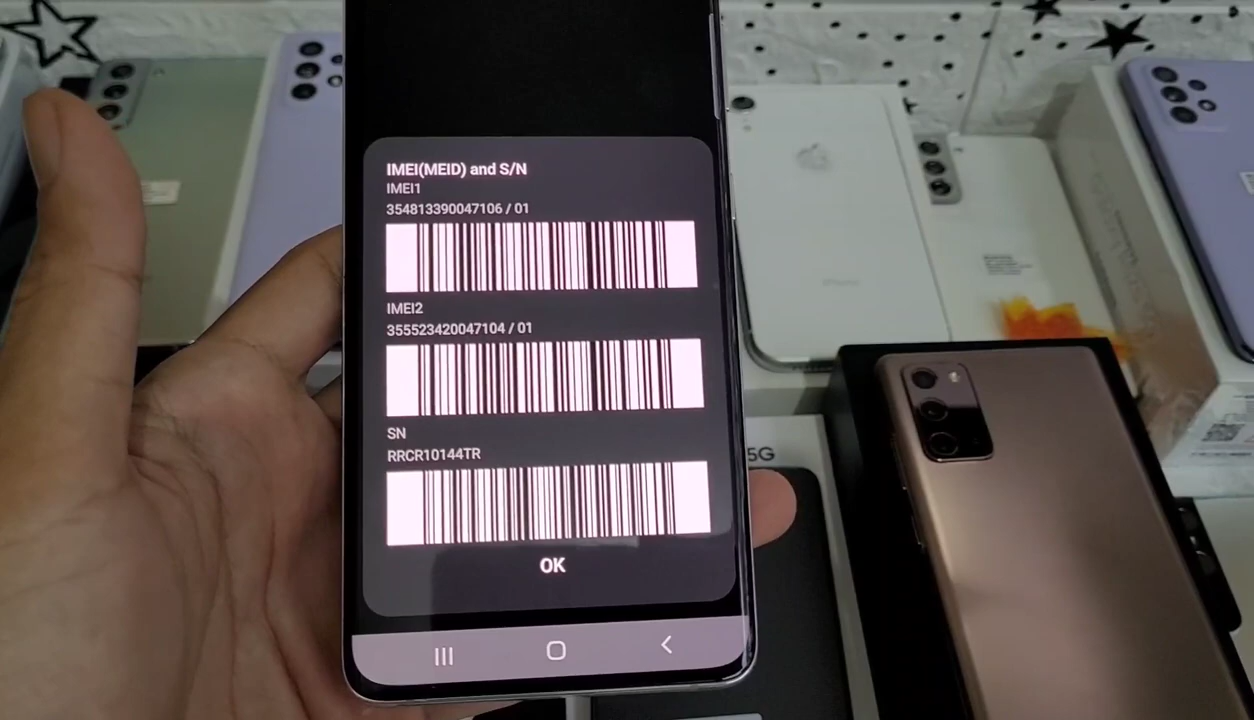 IMEI(MEID) and S/N
IMEI1
354813390047106 / 01
IMEI2
355523420047104 / 01
SN
RRCR10144TR
OK
5G